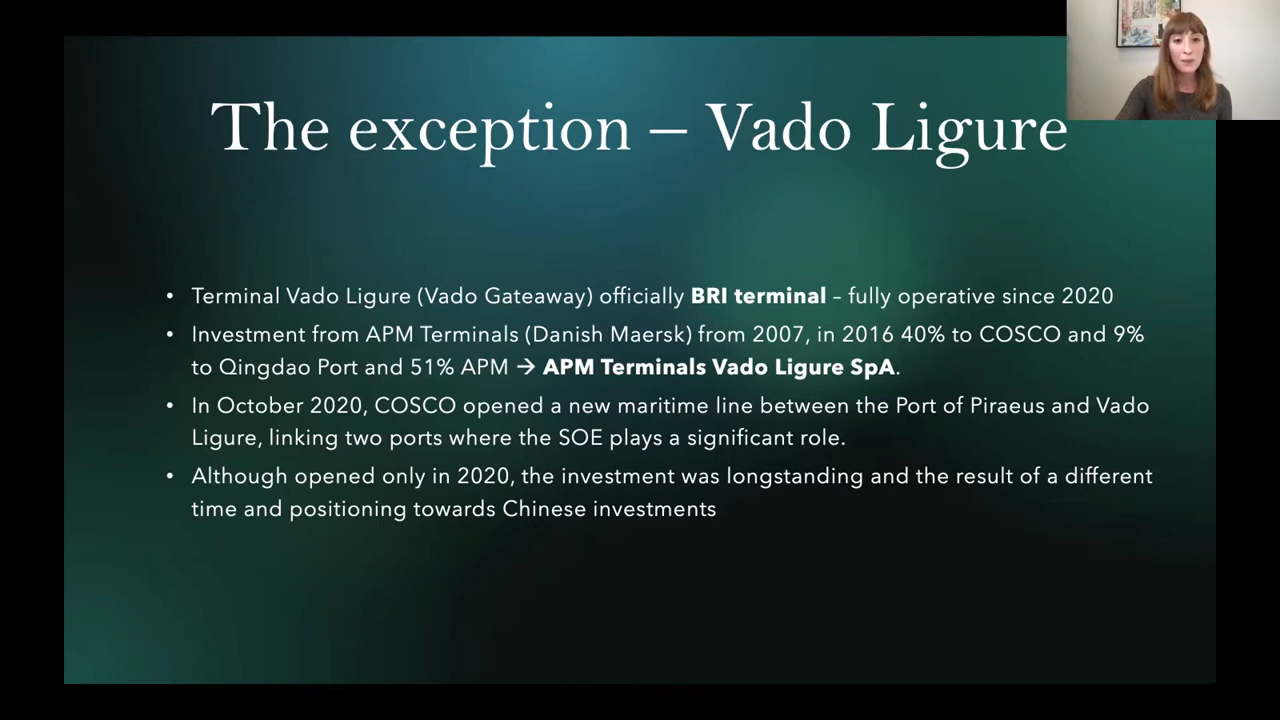 The exception – Vado Ligure
• Terminal Vado Ligure (Vado Gateaway) officially BRI terminal – fully operative since 2020
• Investment from APM Terminals (Danish Maersk) from 2007, in 2016 40% to COSCO and 9%
to Qingdao Port and 51% APM → APM Terminals Vado Ligure SpA.
• In October 2020, COSCO opened a new maritime line between the Port of Piraeus and Vado
Ligure, linking two ports where the SOE plays a significant role.
• Although opened only in 2020, the investment was longstanding and the result of a different
time and positioning towards Chinese investments